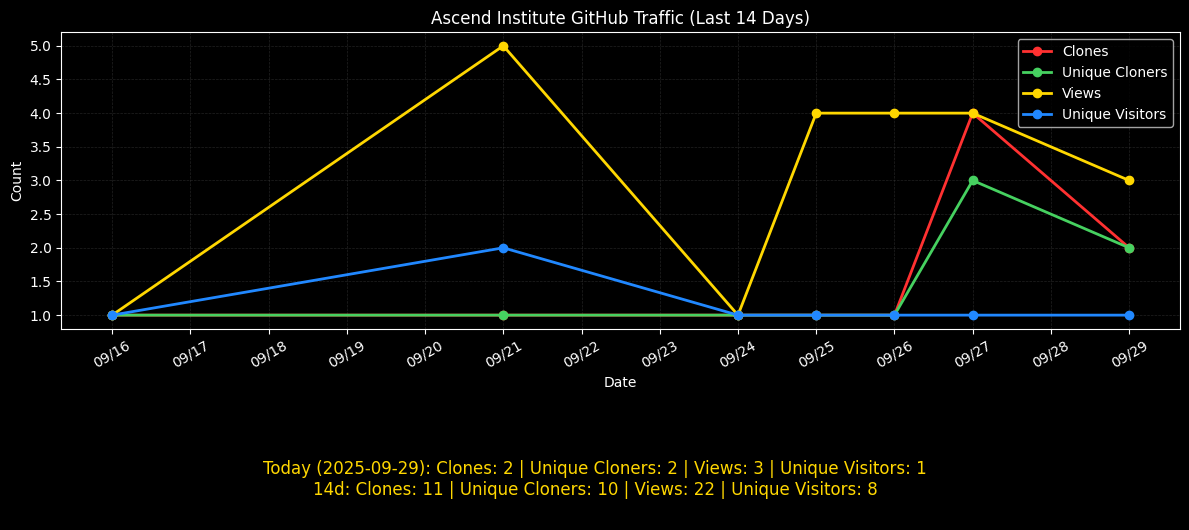 Ascend Institute GitHub Traffic (Last 14 Days)
Clones
Unique Cloners
Views
Unique Visitors
Count
5.0
4.5
4.0
3.5
3.0
2.5
2.0
1.5
1.0
09/16
09/17
09/18
09/19
09/20
09/21
09/22
09/23
09/24
09/25
09/26
09/27
09/28
09/29
Date
Today (2025-09-29): Clones: 2 | Unique Cloners: 2 | Views: 3 | Unique Visitors: 1
14d: Clones: 11 | Unique Cloners: 10 | Views: 22 | Unique Visitors: 8